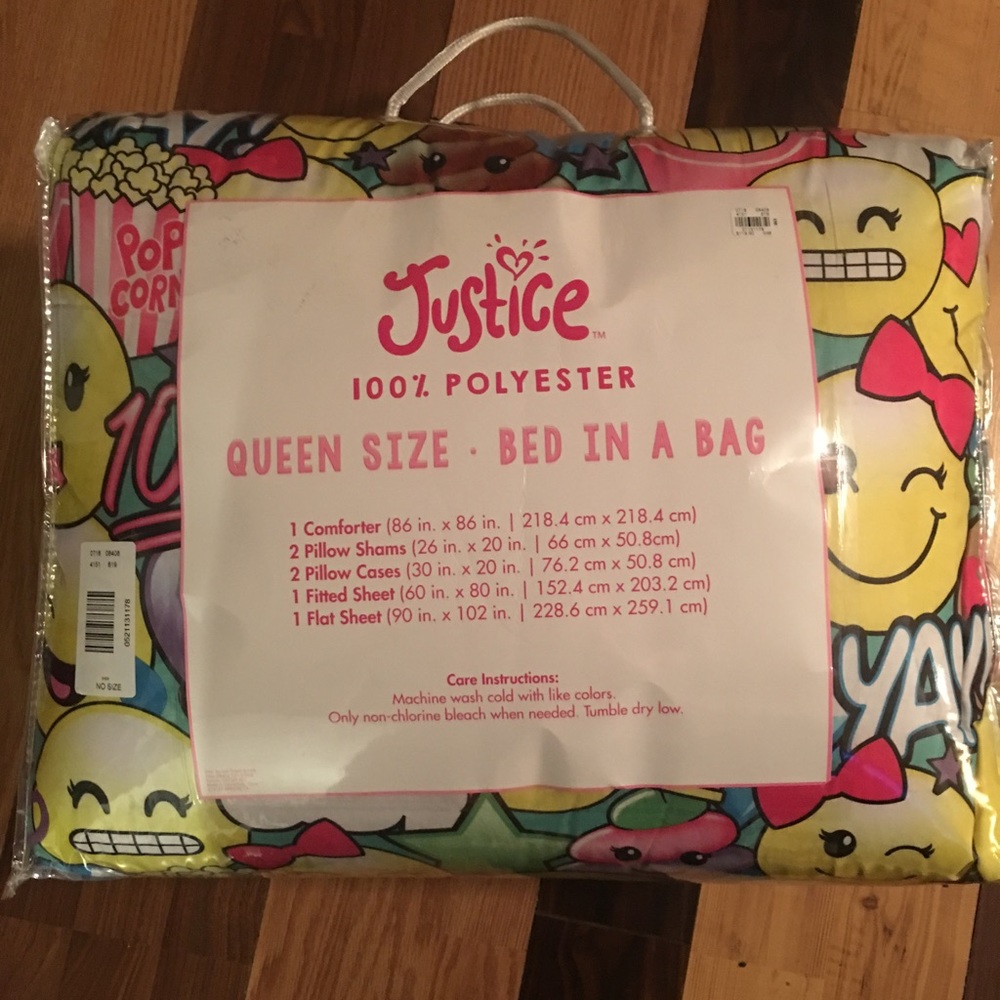 YAY!
POP
CORN
10
Justice™
100% POLYESTER
QUEEN SIZE · BED IN A BAG
1 Comforter (86 in. x 86 in. | 218.4 cm x 218.4 cm)
2 Pillow Shams (26 in. x 20 in. | 66 cm x 50.8cm)
2 Pillow Cases (30 in. x 20 in. | 76.2 cm x 50.8 cm)
1 Fitted Sheet (60 in. x 80 in. | 152.4 cm x 203.2 cm)
1 Flat Sheet (90 in. x 102 in. | 228.6 cm x 259.1 cm)
Care Instructions:
Machine wash cold with like colors.
Only non-chlorine bleach when needed. Tumble dry low.
0521131178
NO SIZE
YAY